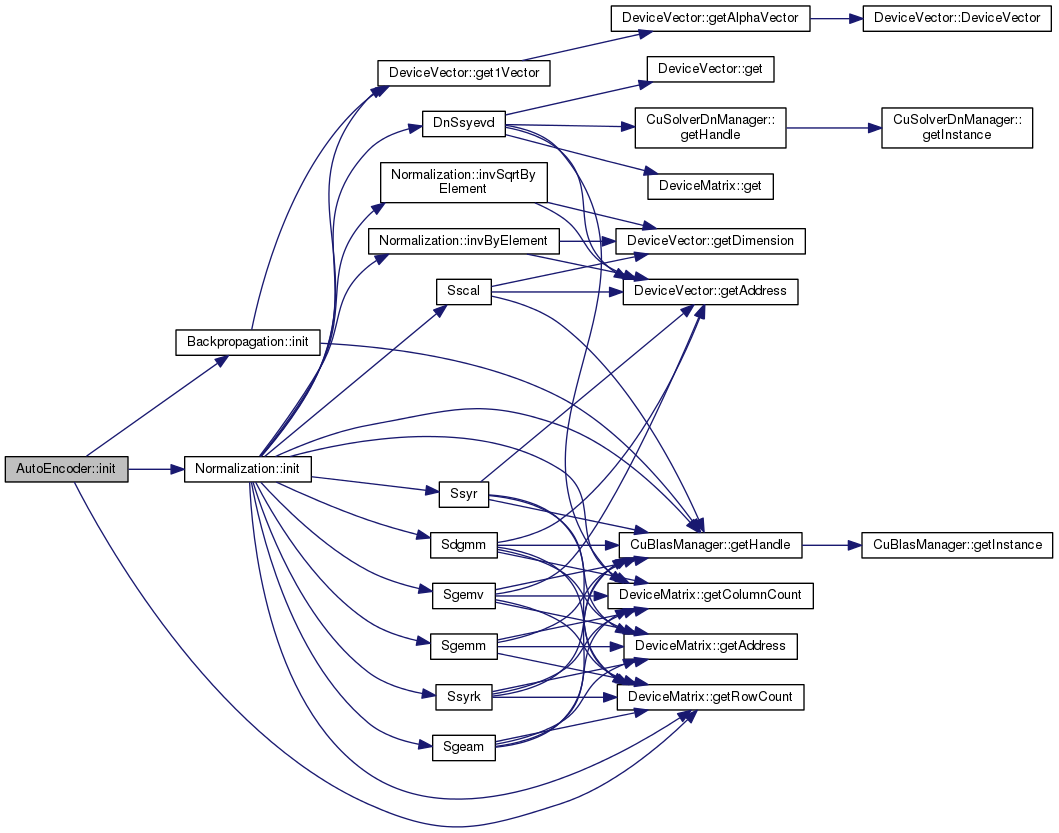 DeviceVector::getAlphaVector
DeviceVector::DeviceVector
DeviceVector::get1Vector
DeviceVector::get
DnSsyevd
CuSolverDnManager::
getHandle
CuSolverDnManager::
getInstance
Normalization::invSqrtBy
Element
DeviceMatrix::get
Normalization::invByElement
DeviceVector::getDimension
Sscal
DeviceVector::getAddress
Backpropagation::init
AutoEncoder::init
Normalization::init
Ssyr
Sdgmm
CuBlasManager::getHandle
CuBlasManager::getInstance
Sgemv
DeviceMatrix::getColumnCount
Sgemm
DeviceMatrix::getAddress
Ssyrk
DeviceMatrix::getRowCount
Sgeam